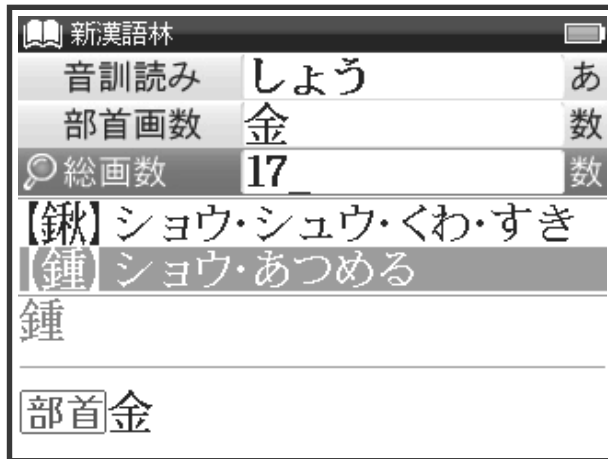 新漢語林
音訓読み しょう あ
部首画数 金 数
総画数 17_ 数
【鍬】ショウ・シュウ・くわ・すき
【鍾】ショウ・あつめる
鍾
部首金